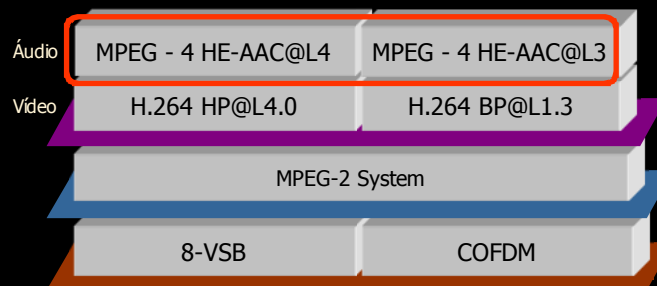 Áudio MPEG - 4 HE-AAC@L4 MPEG - 4 HE-AAC@L3
Vídeo H.264 HP@L4.0 H.264 BP@L1.3
MPEG-2 System
8-VSB COFDM